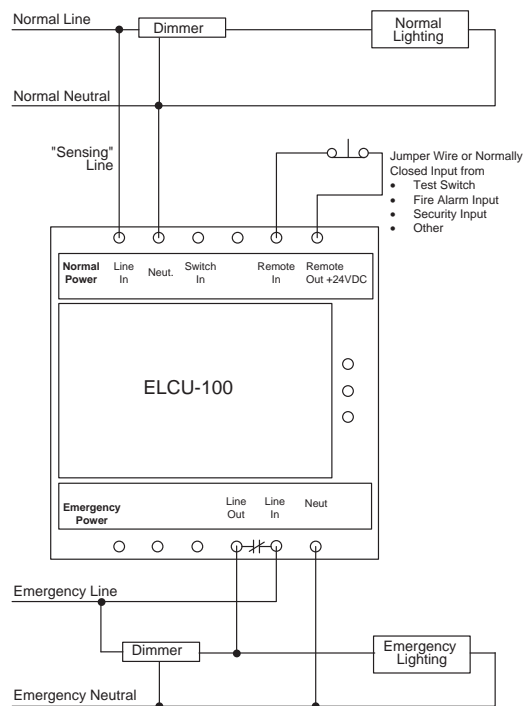 Normal Line
Dimmer
Normal
Lighting
Normal Neutral
"Sensing"
Line
Jumper Wire or Normally
Closed Input from
• Test Switch
• Fire Alarm Input
• Security Input
• Other
Normal
Power
Line
In
Neut.
Switch
In
Remote
In
Remote
Out +24VDC
ELCU-100
Emergency
Power
Line
Out
Line
In
Neut
Emergency Line
Dimmer
Emergency
Lighting
Emergency Neutral